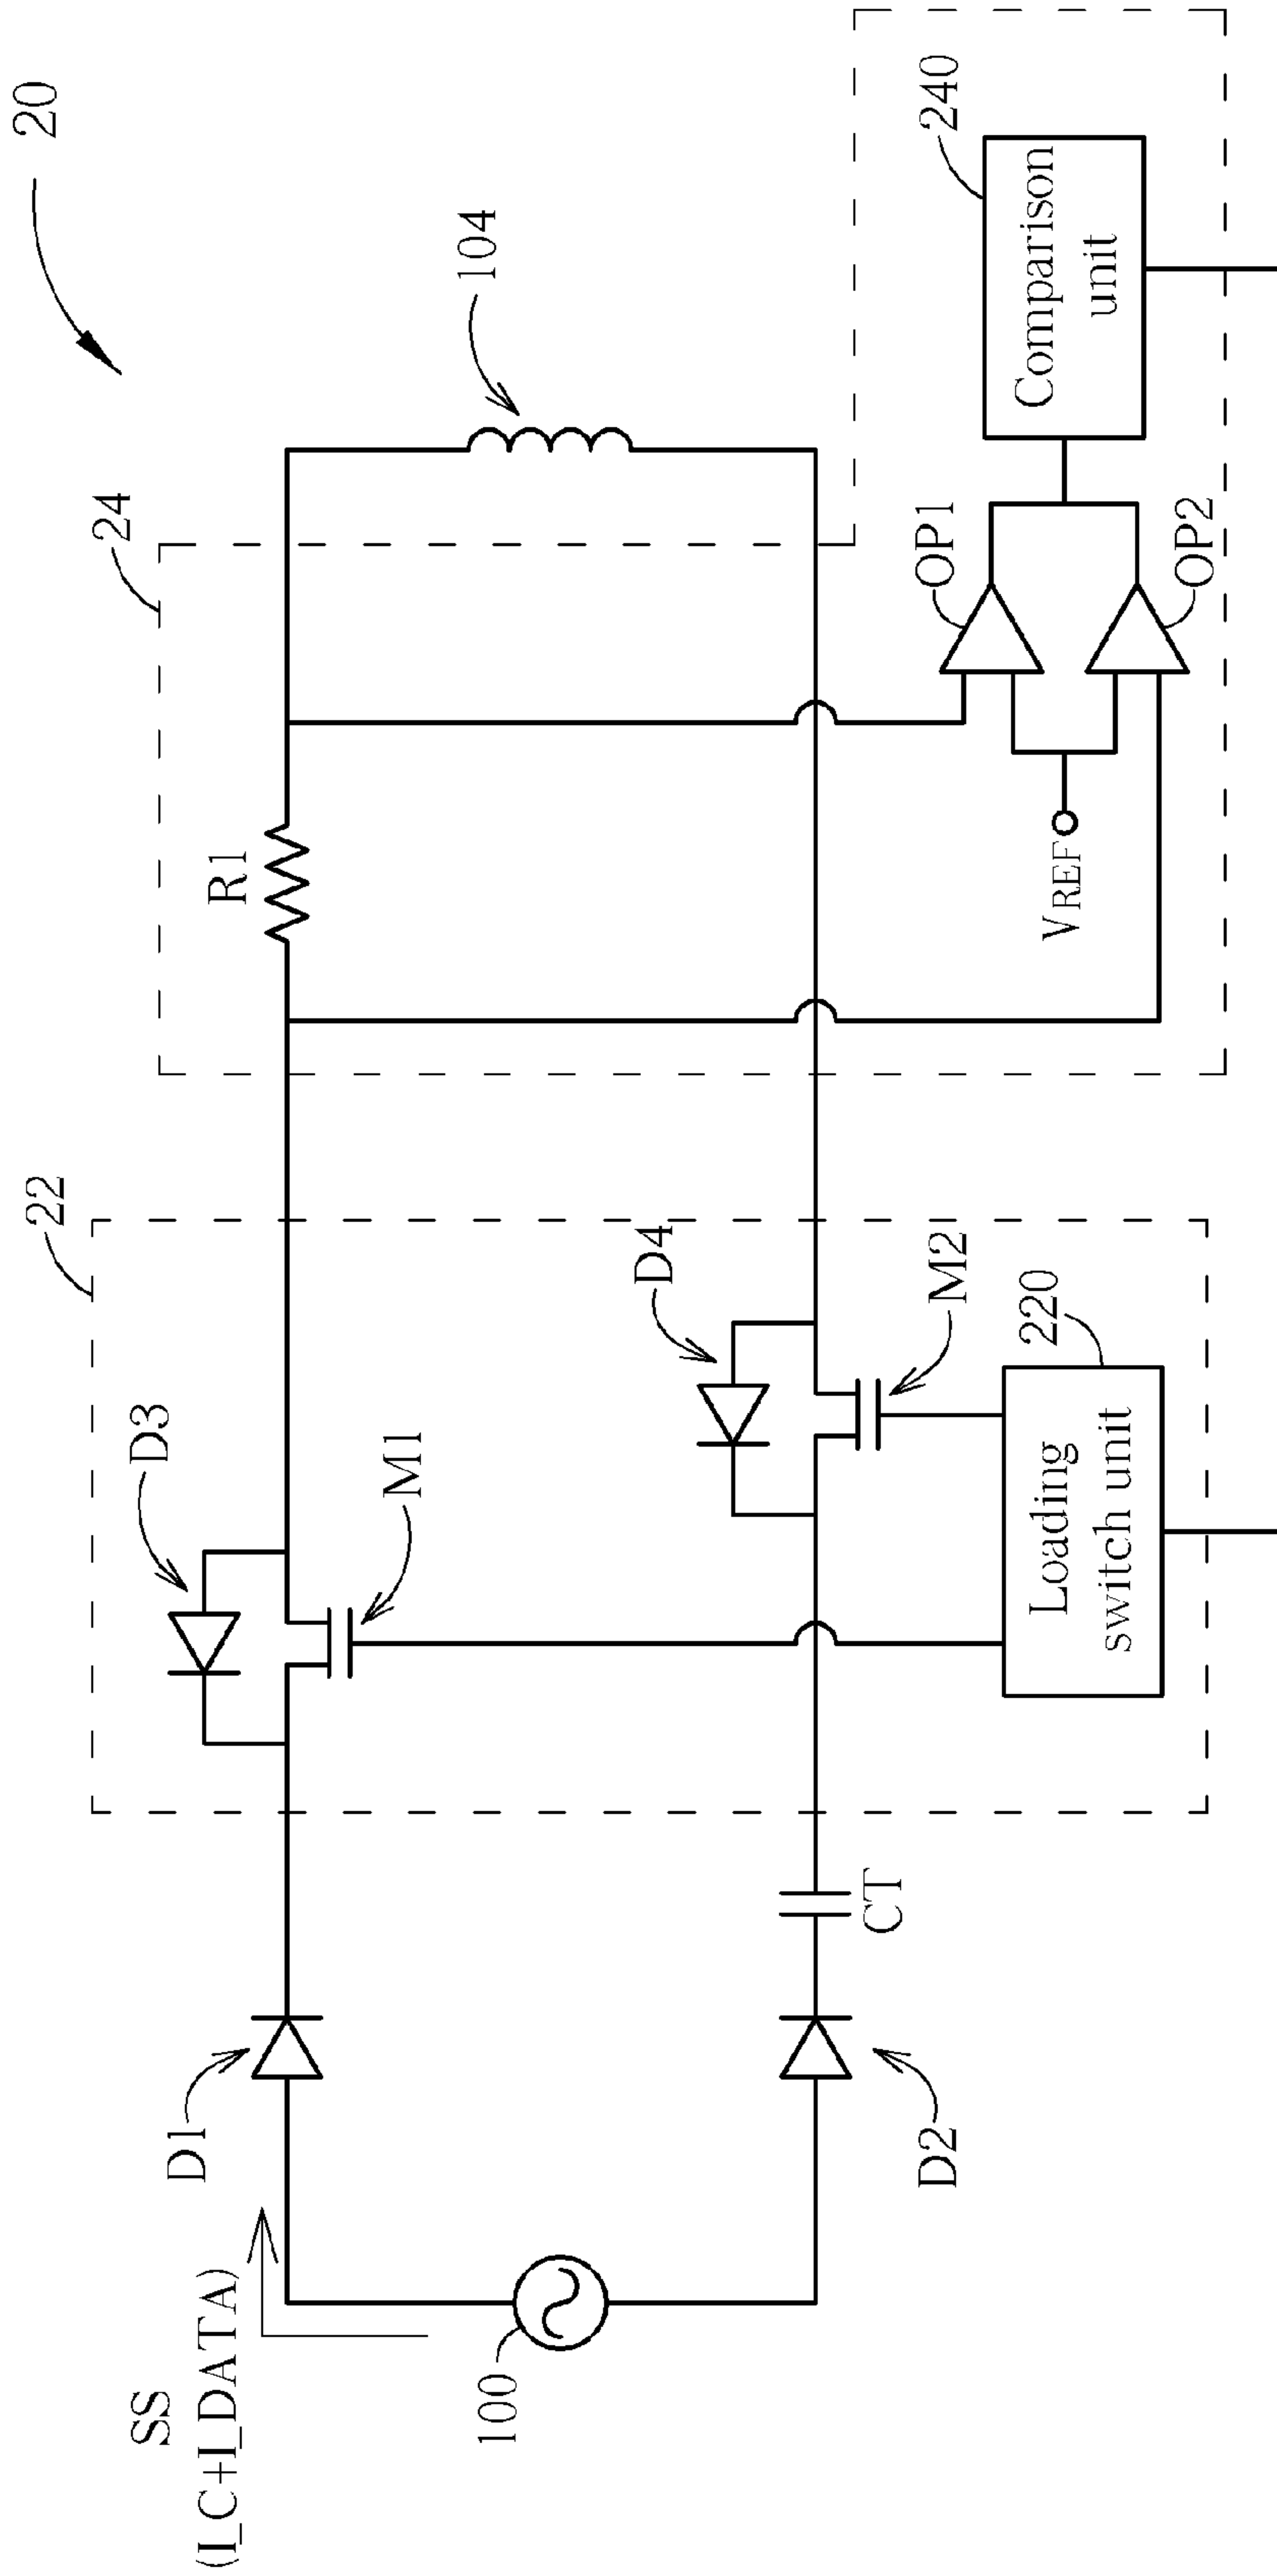 20
SS
(I_C+I_DATA)
D1
D3
22
24
R1
104
M1
D4
M2
100
D2
CT
Loading
switch unit
220
VREF
OP1
OP2
Comparison
unit
240